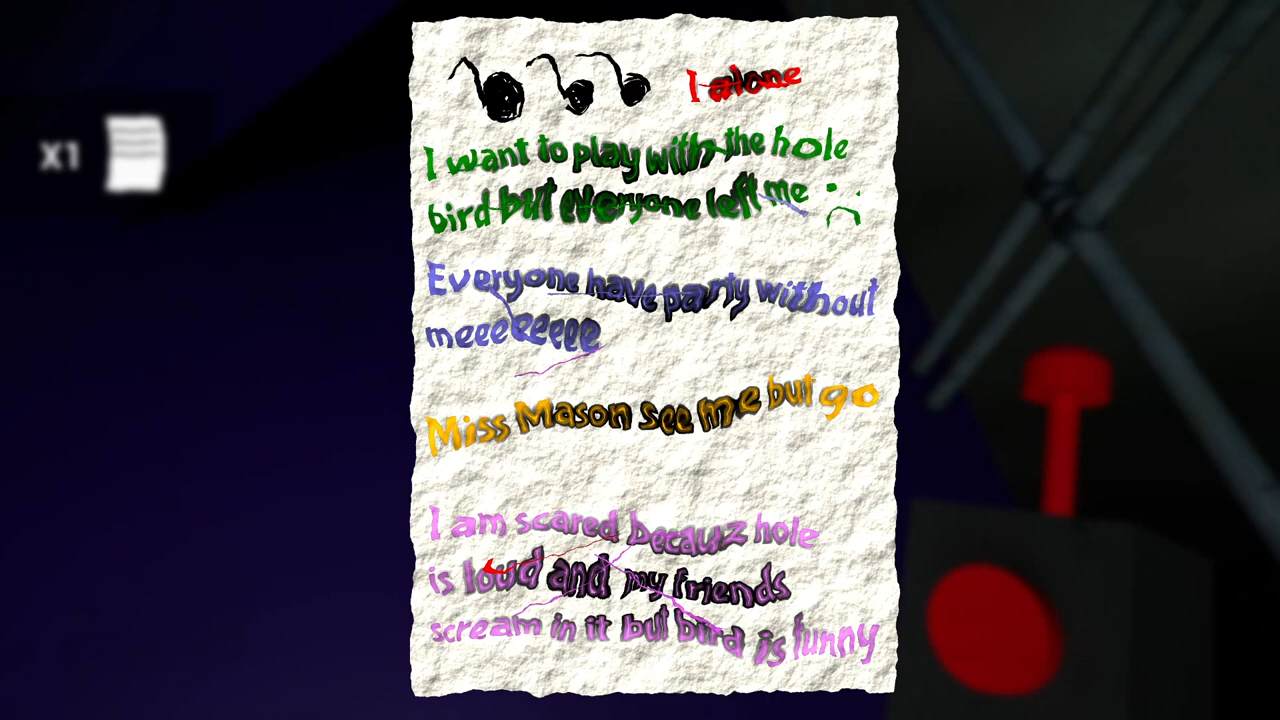 X1
I alone
I want to play with the hole
bird but everyone left me :(
Everyone have party without
meeeeeeee
Miss Mason see me but go
I am scared becauz hole
is loud and my friends
scream in it but bird is funny